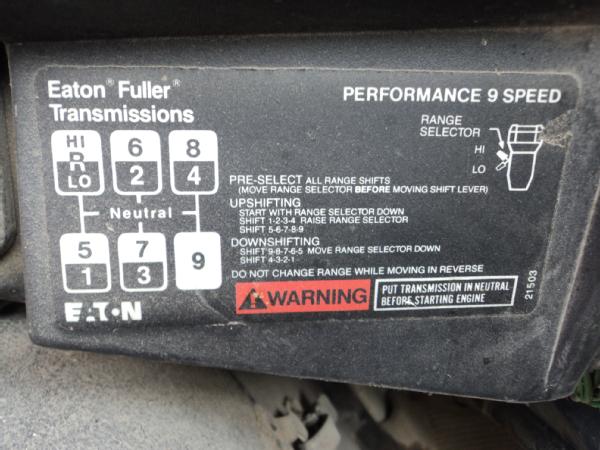 Eaton® Fuller®
Transmissions
PERFORMANCE 9 SPEED
RANGE
SELECTOR
HI
LO
HI 6 8
R
LO 2 4
Neutral
5 7 9
1 3
PRE-SELECT ALL RANGE SHIFTS
(MOVE RANGE SELECTOR BEFORE MOVING SHIFT LEVER)
UPSHIFTING
START WITH RANGE SELECTOR DOWN
SHIFT 1-2-3-4 RAISE RANGE SELECTOR
SHIFT 5-6-7-8-9
DOWNSHIFTING
SHIFT 9-8-7-6-5 MOVE RANGE SELECTOR DOWN
SHIFT 4-3-2-1
DO NOT CHANGE RANGE WHILE MOVING IN REVERSE
WARNING
PUT TRANSMISSION IN NEUTRAL
BEFORE STARTING ENGINE
21503
EATON